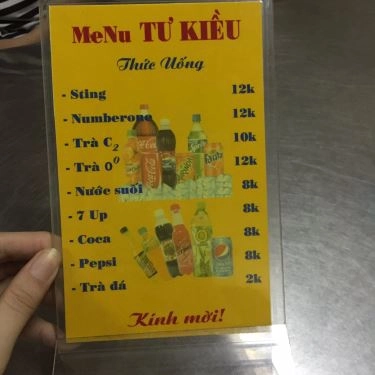 MeNu TƯ KIỀU
Thức Uống
- Sting 12k
- Numberone 12k
- Trà C2 10k
- Trà 0⁰ 12k
- Nước suối 8k
- 7 Up 8k
- Coca 8k
- Pepsi 8k
- Trà đá 2k
Kính mời!